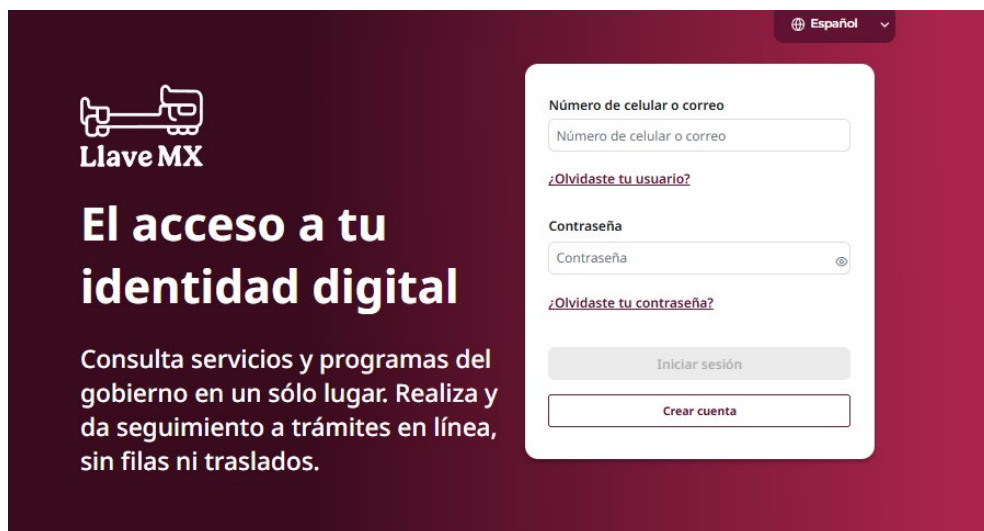 Español
Llave MX
El acceso a tu
identidad digital
Consulta servicios y programas del
gobierno en un sólo lugar. Realiza y
da seguimiento a trámites en línea,
sin filas ni traslados.
Número de celular o correo
Número de celular o correo
¿Olvidaste tu usuario?
Contraseña
Contraseña
¿Olvidaste tu contraseña?
Iniciar sesión
Crear cuenta